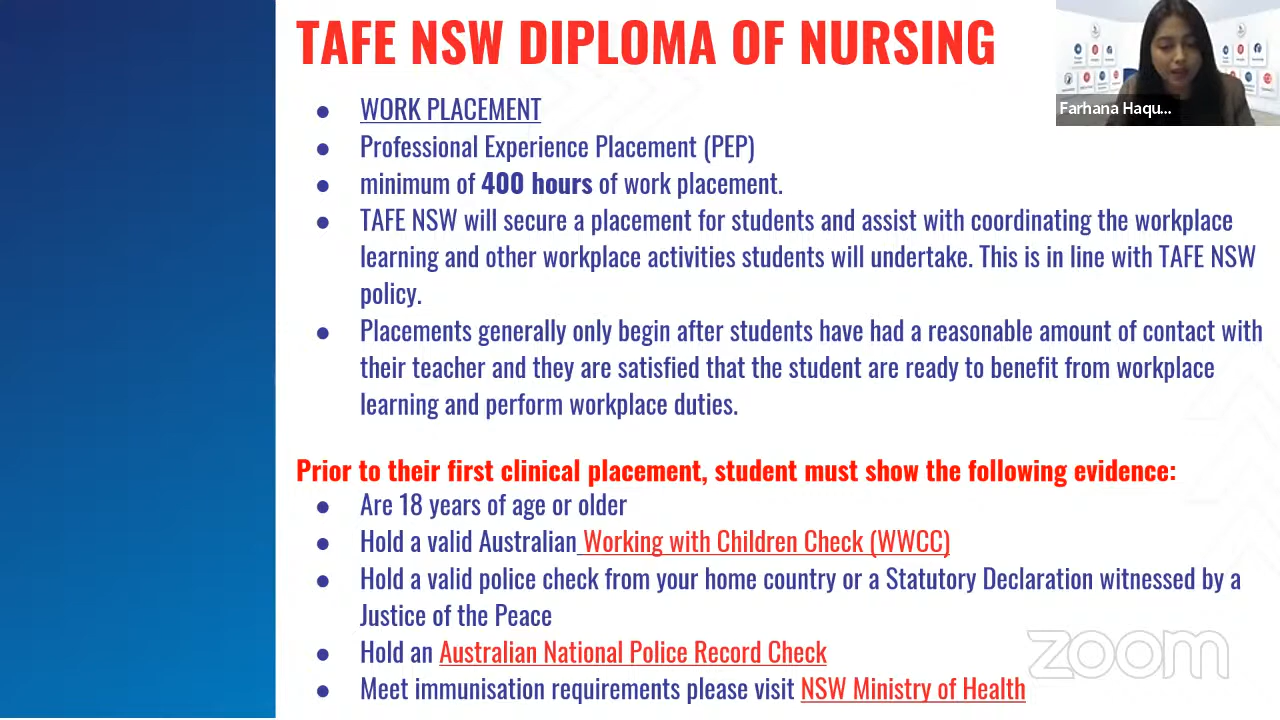 TAFE NSW DIPLOMA OF NURSING
Farhana Haqu...
● WORK PLACEMENT
● Professional Experience Placement (PEP)
● minimum of 400 hours of work placement.
● TAFE NSW will secure a placement for students and assist with coordinating the workplace
learning and other workplace activities students will undertake. This is in line with TAFE NSW
policy.
● Placements generally only begin after students have had a reasonable amount of contact with
their teacher and they are satisfied that the student are ready to benefit from workplace
learning and perform workplace duties.
Prior to their first clinical placement, student must show the following evidence:
● Are 18 years of age or older
● Hold a valid Australian Working with Children Check (WWCC)
● Hold a valid police check from your home country or a Statutory Declaration witnessed by a
Justice of the Peace
● Hold an Australian National Police Record Check
● Meet immunisation requirements please visit NSW Ministry of Health
zoom